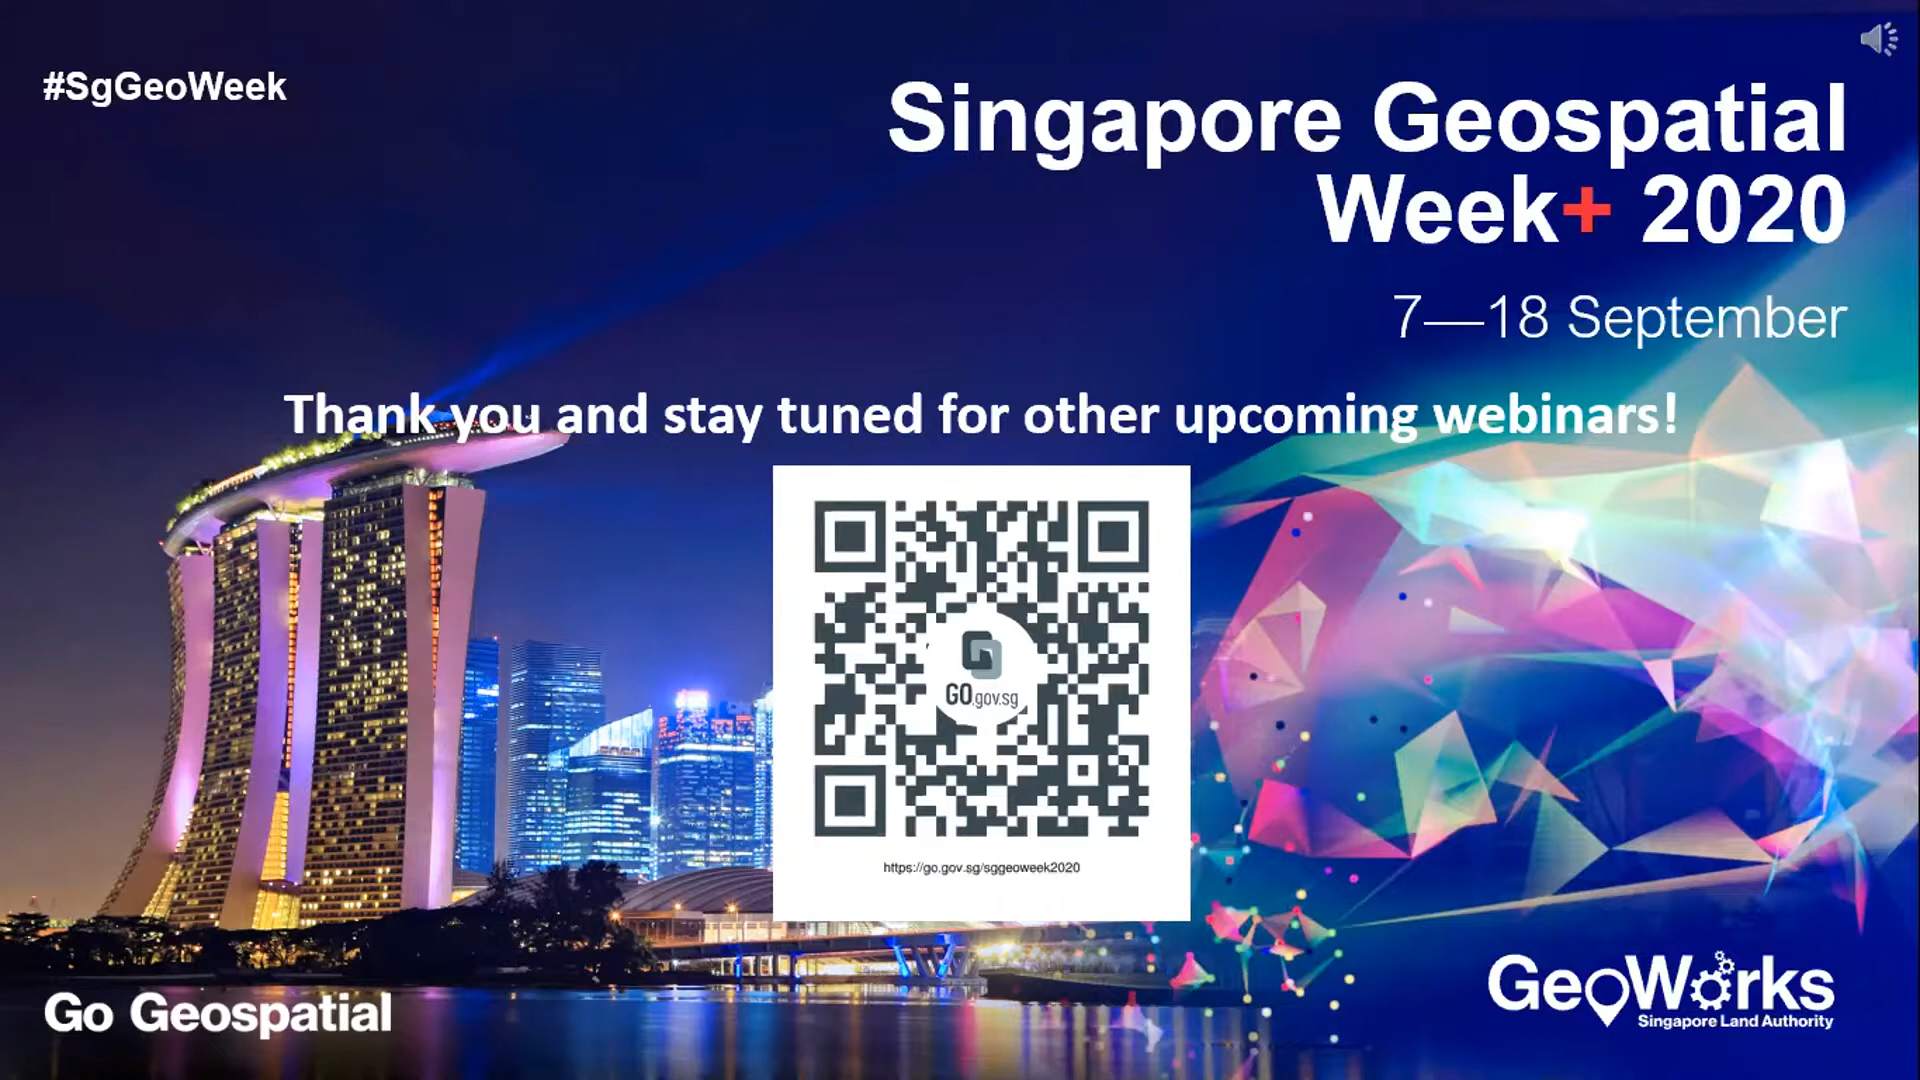 #SgGeoWeek
Singapore Geospatial
Week+ 2020
7—18 September
Thank you and stay tuned for other upcoming webinars!
GO.gov.sg
https://go.gov.sg/sggeoweek2020
Go Geospatial
GeoWorks
Singapore Land Authority